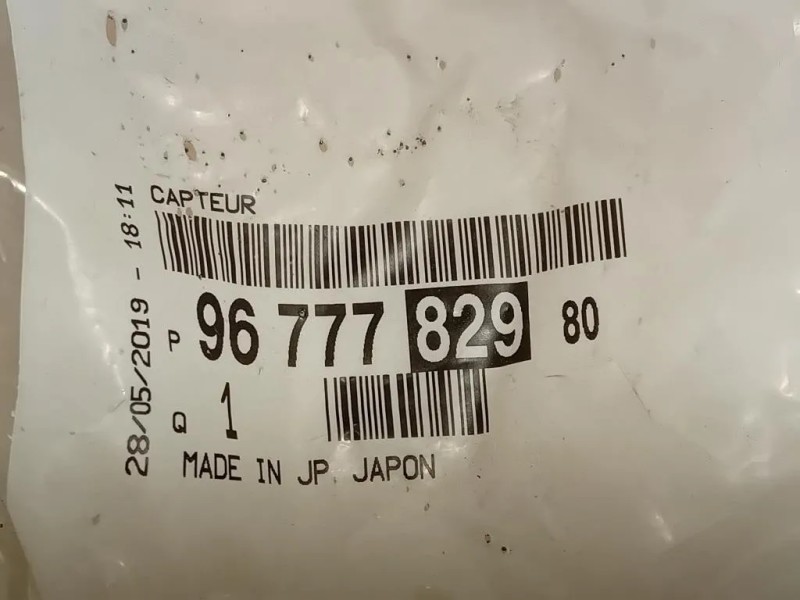 CAPTEUR
P 96 777 829 80
Q 1
MADE IN JP JAPON
28/05/2019 - 18:11